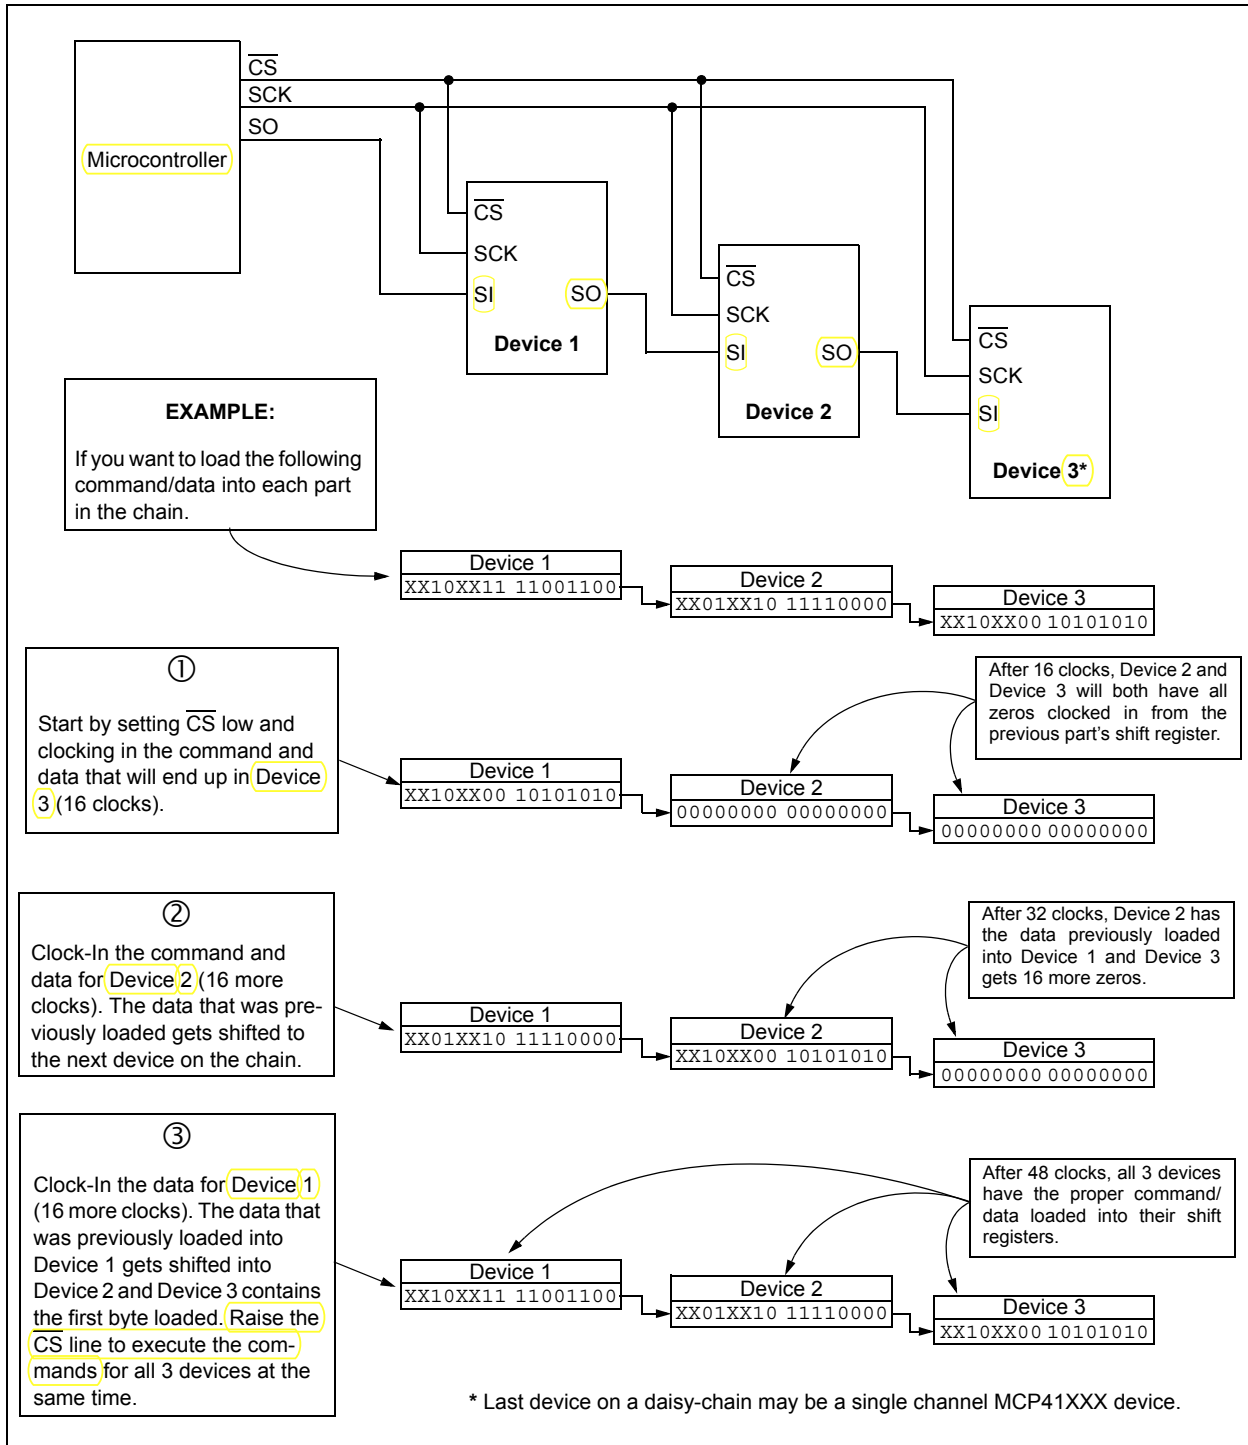 CS
SCK
SO
Microcontroller
CS
SCK
SI
SO
Device 1
CS
SCK
SI
SO
Device 2
CS
SCK
SI
Device 3*
EXAMPLE:
If you want to load the following
command/data into each part
in the chain.
Device 1
XX10XX11 11001100
Device 2
XX01XX10 11110000
Device 3
XX10XX00 10101010
①
Start by setting CS low and
clocking in the command and
data that will end up in Device
3 (16 clocks).
Device 1
XX10XX00 10101010
Device 2
00000000 00000000
Device 3
00000000 00000000
After 16 clocks, Device 2 and
Device 3 will both have all
zeros clocked in from the
previous part's shift register.
②
Clock-In the command and
data for Device 2 (16 more
clocks). The data that was pre-
viously loaded gets shifted to
the next device on the chain.
Device 1
XX01XX10 11110000
Device 2
XX10XX00 10101010
Device 3
00000000 00000000
After 32 clocks, Device 2 has
the data previously loaded
into Device 1 and Device 3
gets 16 more zeros.
③
Clock-In the data for Device 1
(16 more clocks). The data that
was previously loaded into
Device 1 gets shifted into
Device 2 and Device 3 contains
the first byte loaded. Raise the
CS line to execute the com-
mands for all 3 devices at the
same time.
Device 1
XX10XX11 11001100
Device 2
XX01XX10 11110000
Device 3
XX10XX00 10101010
After 48 clocks, all 3 devices
have the proper command/
data loaded into their shift
registers.
* Last device on a daisy-chain may be a single channel MCP41XXX device.